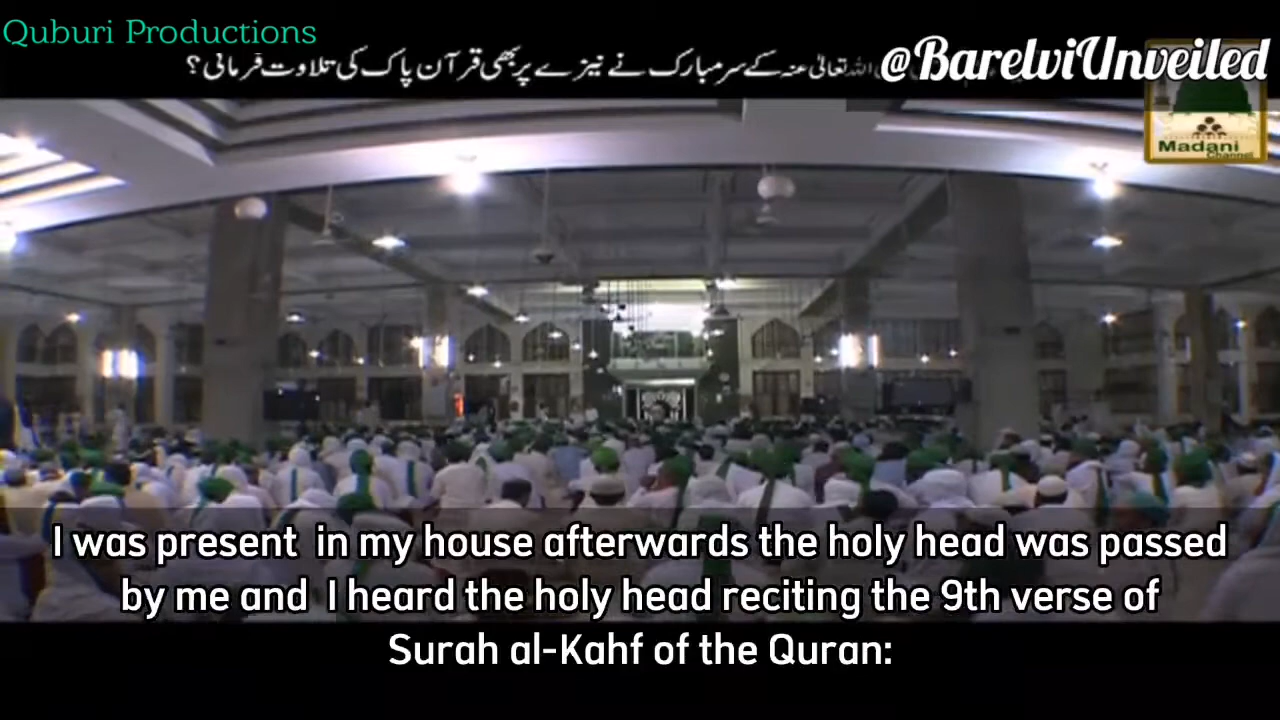 Quburi Productions
@BarelviUnveiled
تعالیٰ عنہ کے سر مبارک نے نیزے پر بھی قرآن پاک کی تلاوت فرمائی؟
Madani
Channel
I was present in my house afterwards the holy head was passed
by me and I heard the holy head reciting the 9th verse of
Surah al-Kahf of the Quran: